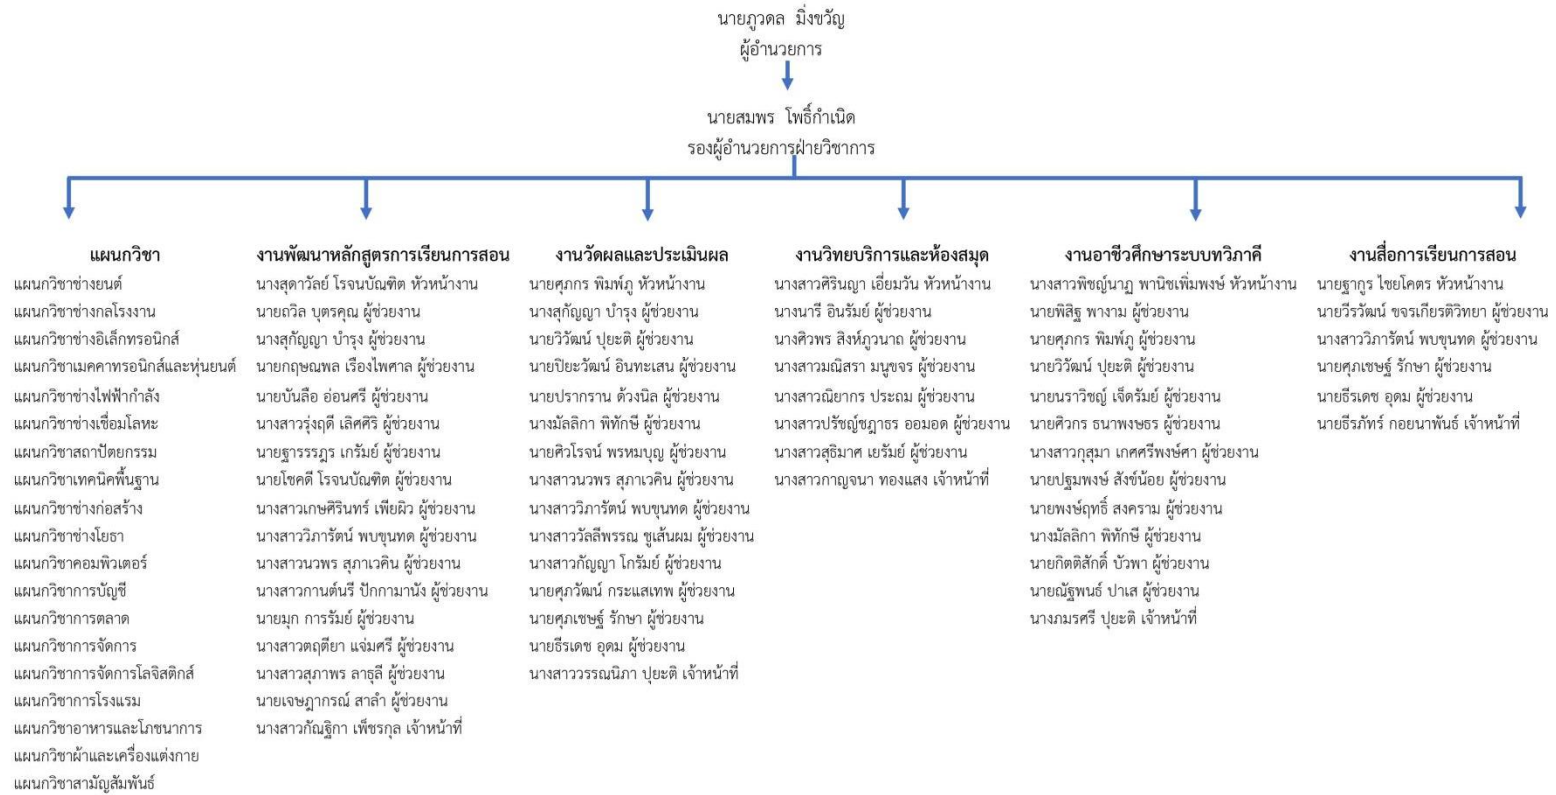 นายภูวดล มิ่งขวัญ
ผู้อำนวยการ
นายสมพร โพธิ์กำเนิด
รองผู้อำนวยการฝ่ายวิชาการ
แผนกวิชา
แผนกวิชาช่างยนต์
แผนกวิชาช่างกลโรงงาน
แผนกวิชาช่างอิเล็กทรอนิกส์
แผนกวิชาเมคคาทรอนิกส์และหุ่นยนต์
แผนกวิชาช่างไฟฟ้ากำลัง
แผนกวิชาช่างเชื่อมโลหะ
แผนกวิชาสถาปัตยกรรม
แผนกวิชาเทคนิคพื้นฐาน
แผนกวิชาช่างก่อสร้าง
แผนกวิชาช่างโยธา
แผนกวิชาคอมพิวเตอร์
แผนกวิชาการบัญชี
แผนกวิชาการตลาด
แผนกวิชาการจัดการ
แผนกวิชาการจัดการโลจิสติกส์
แผนกวิชาการโรงแรม
แผนกวิชาอาหารและโภชนาการ
แผนกวิชาผ้าและเครื่องแต่งกาย
แผนกวิชาสามัญสัมพันธ์
งานพัฒนาหลักสูตรการเรียนการสอน
นางสุดาวัลย์ โรจนบัณฑิต หัวหน้างาน
นายถวิล บุตรคุณ ผู้ช่วยงาน
นางสุกัญญา บำรุง ผู้ช่วยงาน
นายกฤษณพล เรืองไพศาล ผู้ช่วยงาน
นายบันลือ อ่อนศรี ผู้ช่วยงาน
นางสาวรุ่งฤดี เลิศศิริ ผู้ช่วยงาน
นายฐารรรฎร เกรัมย์ ผู้ช่วยงาน
นายโชคดี โรจนบัณฑิต ผู้ช่วยงาน
นางสาวเกษศิรินทร์ เพียผิว ผู้ช่วยงาน
นางสาววิภารัตน์ พบขุนทด ผู้ช่วยงาน
นางสาวนวพร สุภาเวคิน ผู้ช่วยงาน
นางสาวกานต์นรี ปักกามานัง ผู้ช่วยงาน
นายมุก การรัมย์ ผู้ช่วยงาน
นางสาวตฤตียา แจ่มศรี ผู้ช่วยงาน
นางสาวสุภาพร ลาธุลี ผู้ช่วยงาน
นายเจษฎากรณ์ สาลำ ผู้ช่วยงาน
นางสาวกัณฐิกา เพ็ชรกุล เจ้าหน้าที่
งานวัดผลและประเมินผล
นายศุภกร พิมพ์ภู หัวหน้างาน
นางสุกัญญา บำรุง ผู้ช่วยงาน
นายวิวัฒน์ ปุยะติ ผู้ช่วยงาน
นายปิยะวัฒน์ อินทะเสน ผู้ช่วยงาน
นายปรากราน ด้วงนิล ผู้ช่วยงาน
นางมัลลิกา พิทักษี ผู้ช่วยงาน
นายศิวโรจน์ พรหมบุญ ผู้ช่วยงาน
นางสาวนวพร สุภาเวคิน ผู้ช่วยงาน
นางสาววิภารัตน์ พบขุนทด ผู้ช่วยงาน
นางสาววัลลีพรรณ ชูเส้นผม ผู้ช่วยงาน
นางสาวกัญญา โกรัมย์ ผู้ช่วยงาน
นายศุภวัฒน์ กระแสเทพ ผู้ช่วยงาน
นายศุภเชษฐ์ รักษา ผู้ช่วยงาน
นายธีรเดช อุดม ผู้ช่วยงาน
นางสาววรรณนิภา ปุยะติ เจ้าหน้าที่
งานวิทยบริการและห้องสมุด
นางสาวศิรินญา เอี่ยมวัน หัวหน้างาน
นางนารี อินรัมย์ ผู้ช่วยงาน
นางศิวพร สิงห์ภูวนาถ ผู้ช่วยงาน
นางสาวมณิสรา มนูขจร ผู้ช่วยงาน
นางสาวณิยากร ประถม ผู้ช่วยงาน
นางสาวปรัชญ์ชฎาธร ออมอด ผู้ช่วยงาน
นางสาวสุธิมาศ เยรัมย์ ผู้ช่วยงาน
นางสาวกาญจนา ทองแสง เจ้าหน้าที่
งานอาชีวศึกษาระบบทวิภาคี
นางสาวพิชญ์นาฏ พานิชเพิ่มพงษ์ หัวหน้างาน
นายพิสิฐ พางาม ผู้ช่วยงาน
นายศุภกร พิมพ์ภู ผู้ช่วยงาน
นายวิวัฒน์ ปุยะติ ผู้ช่วยงาน
นายนราวิชญ์ เจ็ดรัมย์ ผู้ช่วยงาน
นายศิวกร ธนาพงษธร ผู้ช่วยงาน
นางสาวกุสุมา เกศศรีพงษ์ศา ผู้ช่วยงาน
นายปฐมพงษ์ สังข์น้อย ผู้ช่วยงาน
นายพงษ์ฤทธิ์ สงคราม ผู้ช่วยงาน
นางมัลลิกา พิทักษี ผู้ช่วยงาน
นายกิตติสักดิ์ บัวพา ผู้ช่วยงาน
นายณัฐพนธ์ ปาเส ผู้ช่วยงาน
นางภมรศรี ปุยะติ เจ้าหน้าที่
งานสื่อการเรียนการสอน
นายฐากูร ไชยโคตร หัวหน้างาน
นายวีรวัฒน์ ขจรเกียรติวิทยา ผู้ช่วยงาน
นางสาววิภารัตน์ พบขุนทด ผู้ช่วยงาน
นายศุภเชษฐ์ รักษา ผู้ช่วยงาน
นายธีรเดช อุดม ผู้ช่วยงาน
นายธีรภัทร์ กอยนาพันธ์ เจ้าหน้าที่